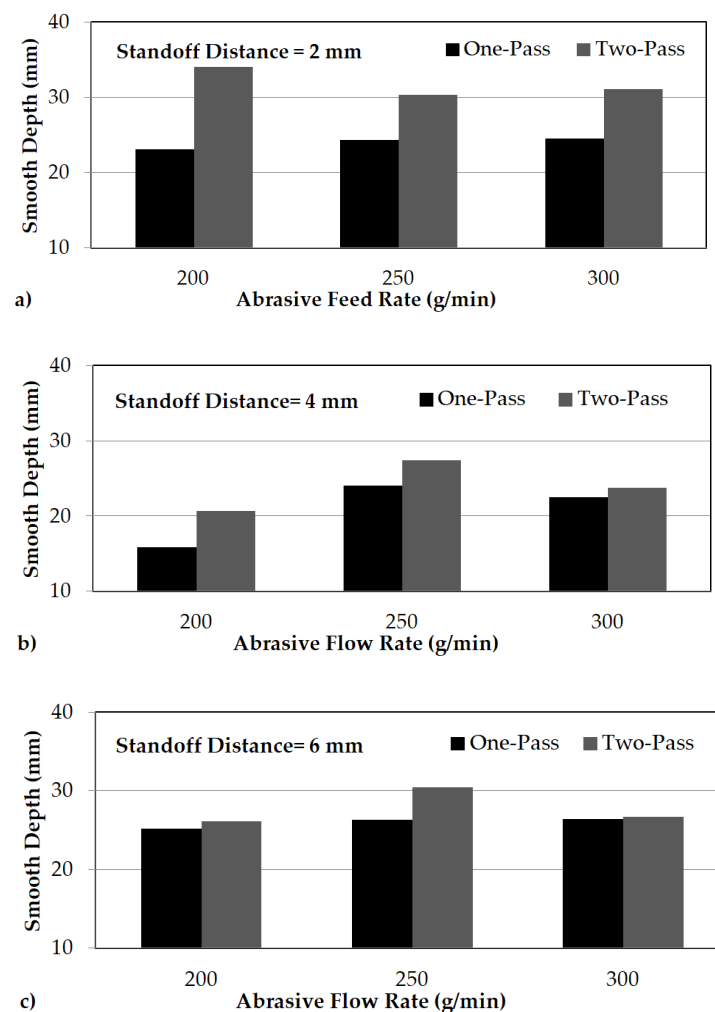 40
Standoff Distance = 2 mm One-Pass Two-Pass
30
20
10
Smooth Depth (mm)
200 250 300
a) Abrasive Feed Rate (g/min)
40
Standoff Distance= 4 mm One-Pass Two-Pass
30
20
10
Smooth Depth (mm)
200 250 300
b) Abrasive Flow Rate (g/min)
40
Standoff Distance= 6 mm One-Pass Two-Pass
30
20
10
Smooth Depth (mm)
200 250 300
c) Abrasive Flow Rate (g/min)